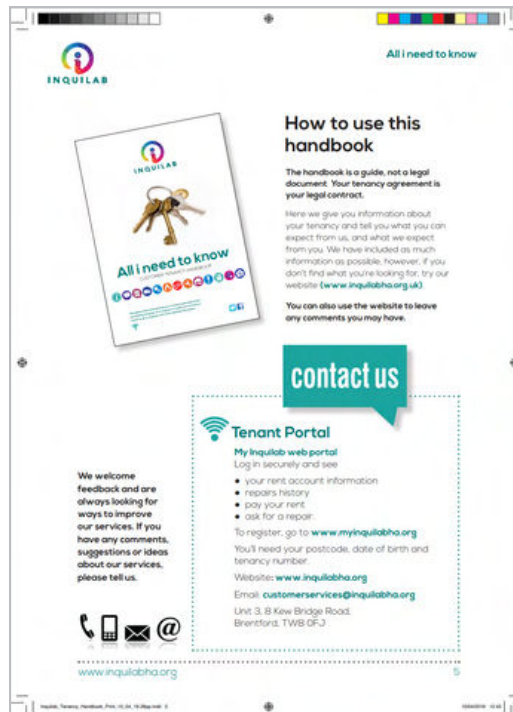 INQUILAB
All i need to know
INQUILAB
All i need to know
CUSTOMER TENANCY HANDBOOK
How to use this
handbook
The handbook is a guide, not a legal
document. Your tenancy agreement is
your legal contract.
Here we give you information about
your tenancy and tell you what you can
expect from us, and what we expect
from you. We have included as much
information as possible, however, if you
don't find what you're looking for, try our
website (www.inquilabha.org.uk)
You can also use the website to leave
any comments you may have.
contact us
Tenant Portal
My Inquilab web portal
Log in securely and see
• your rent account information
• repairs history
• pay your rent
• ask for a repair.
To register, go to www.myinquilabha.org
You'll need your postcode, date of birth and
tenancy number.
Website: www.inquilabha.org
Email: customerservices@inquilabha.org
Unit 3, 8 Kew Bridge Road,
Brentford, TW8 0FJ
We welcome
feedback and are
always looking for
ways to improve
our services. If you
have any comments,
suggestions or ideas
about our services,
please tell us.
@
www.inquilabha.org
5